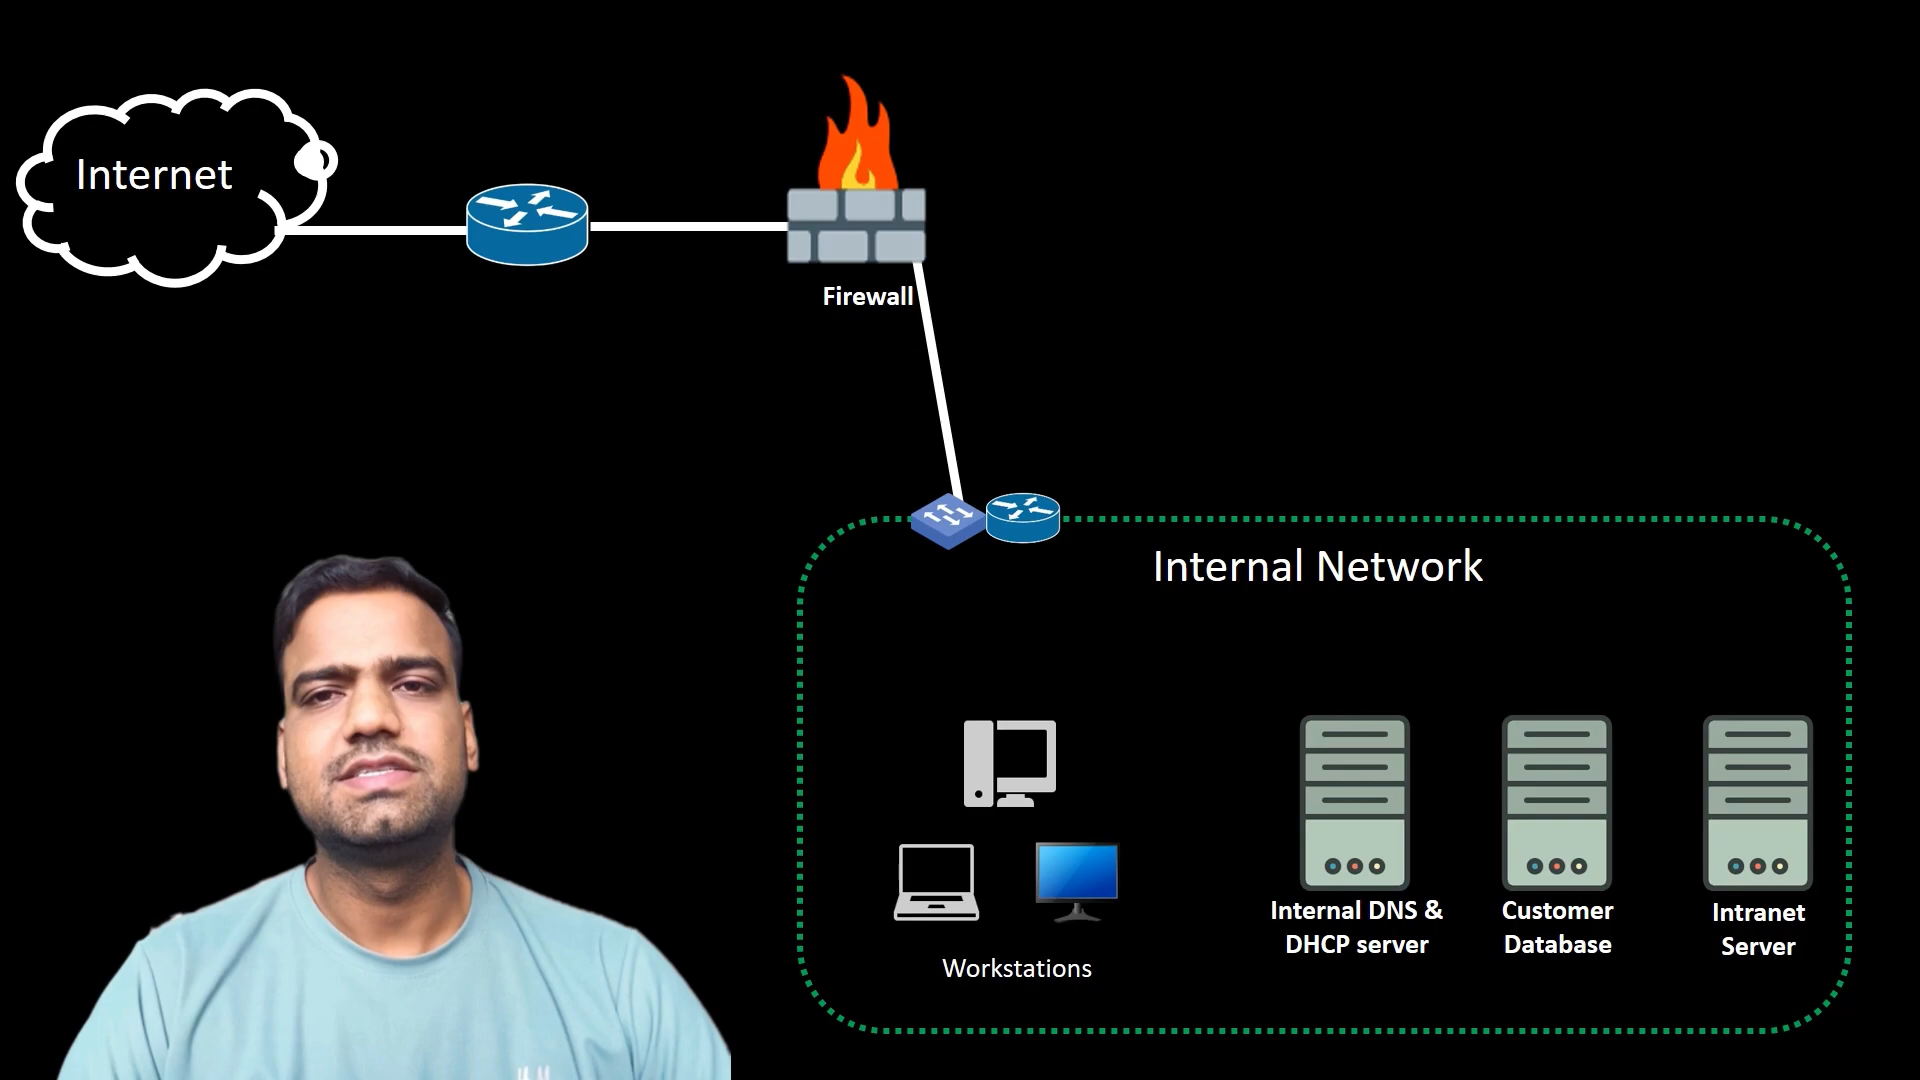 Internet
Firewall
Internal Network
Workstations
Internal DNS &
DHCP server
Customer
Database
Intranet
Server